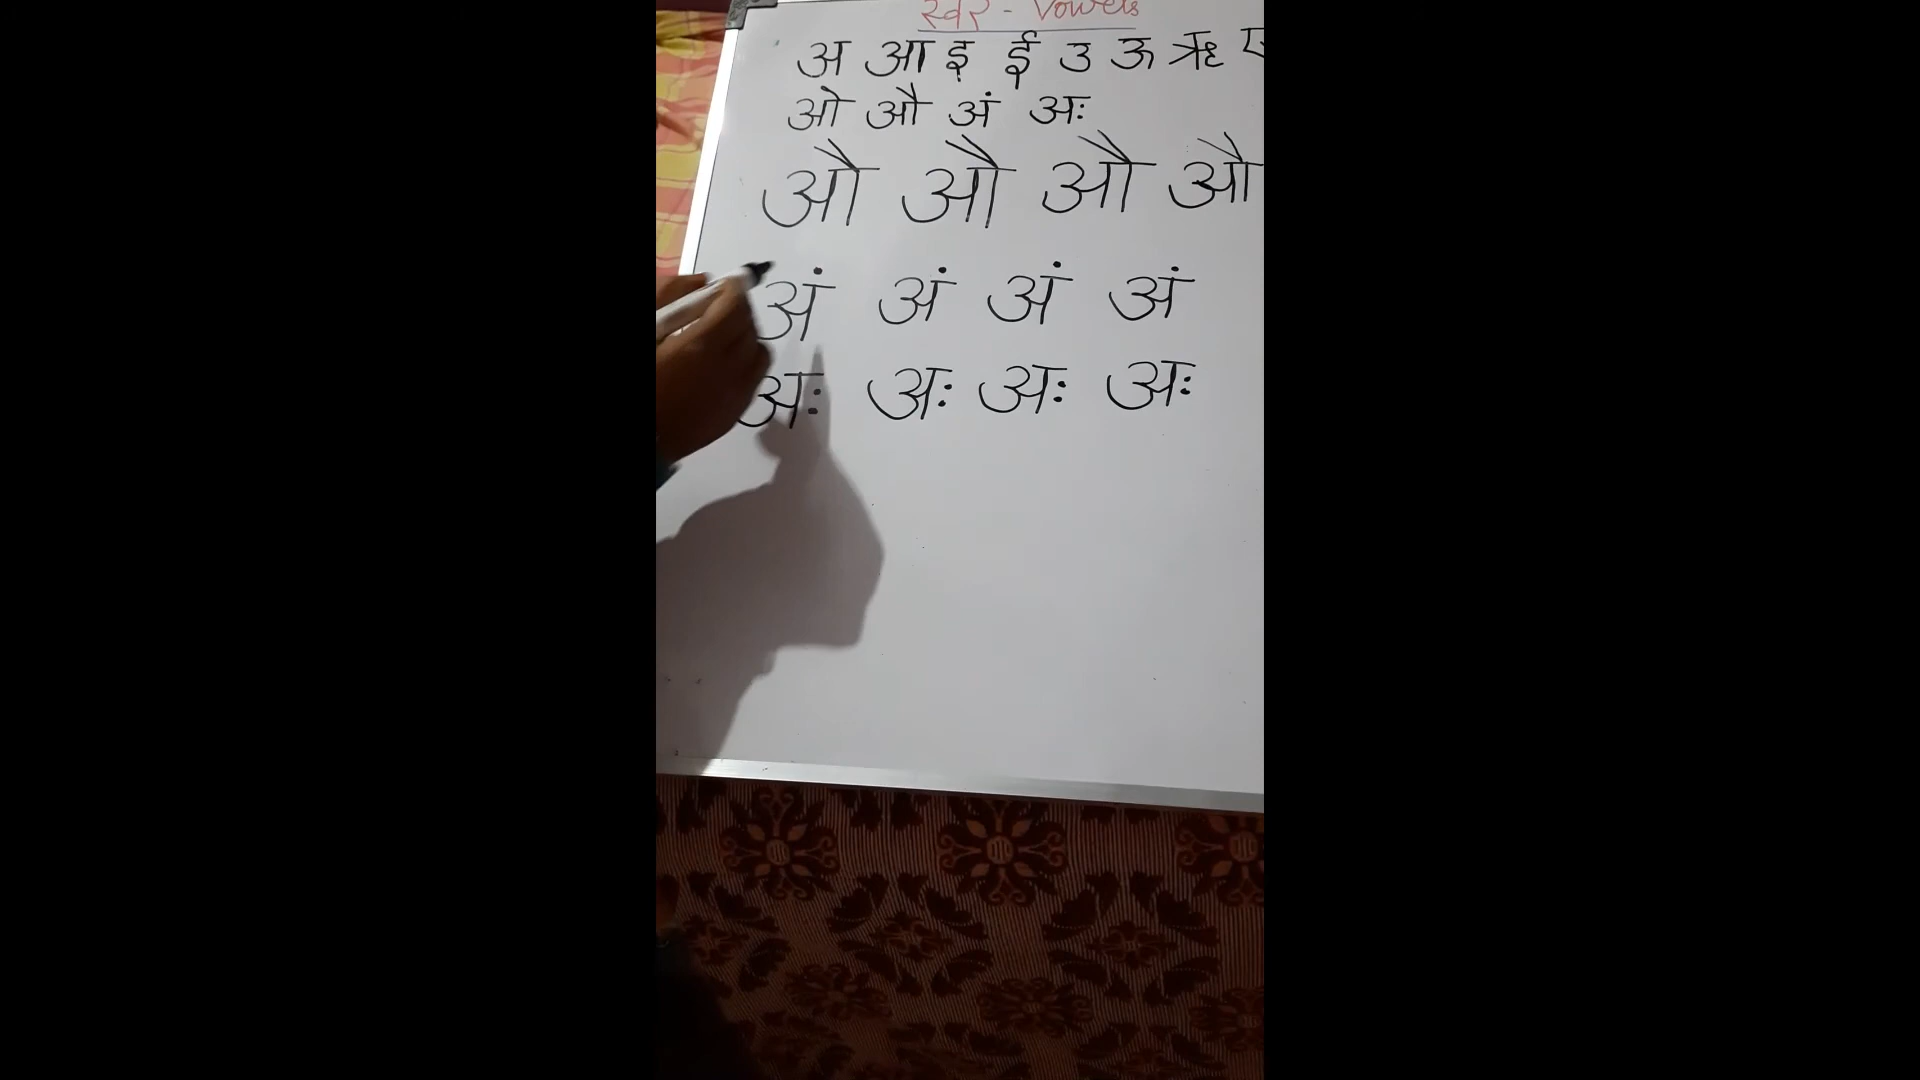 स्वर - Vowels
अ आ इ ई उ ऊ ऋ ए
ओ औ अं अः
औ औ औ औ
अं अं अं अं
अः अः अः अः